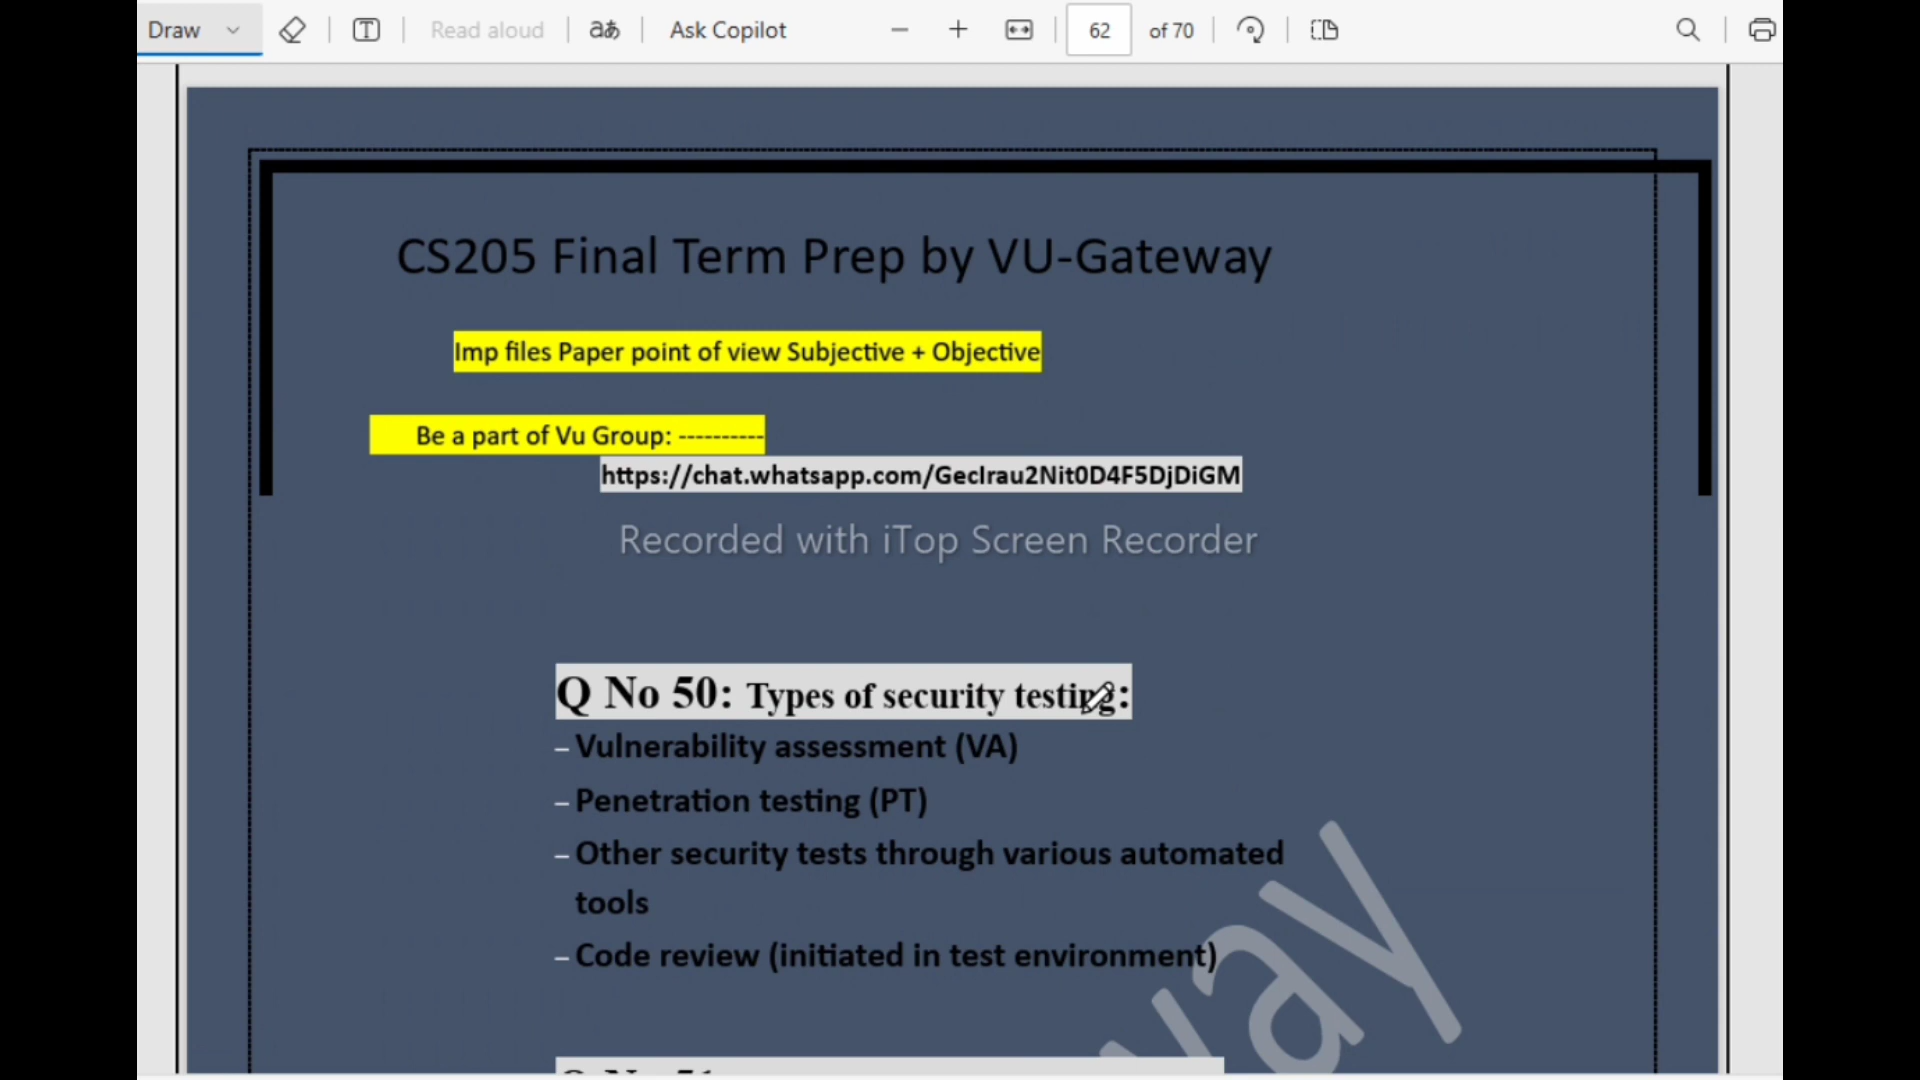 Draw Read aloud aあ Ask Copilot 62 of 70
CS205 Final Term Prep by VU-Gateway
Imp files Paper point of view Subjective + Objective
Be a part of Vu Group: ----------
https://chat.whatsapp.com/GecIrau2Nit0D4F5DjDiGM
Recorded with iTop Screen Recorder
Q No 50: Types of security testing:
– Vulnerability assessment (VA)
– Penetration testing (PT)
– Other security tests through various automated
tools
– Code review (initiated in test environment)
way